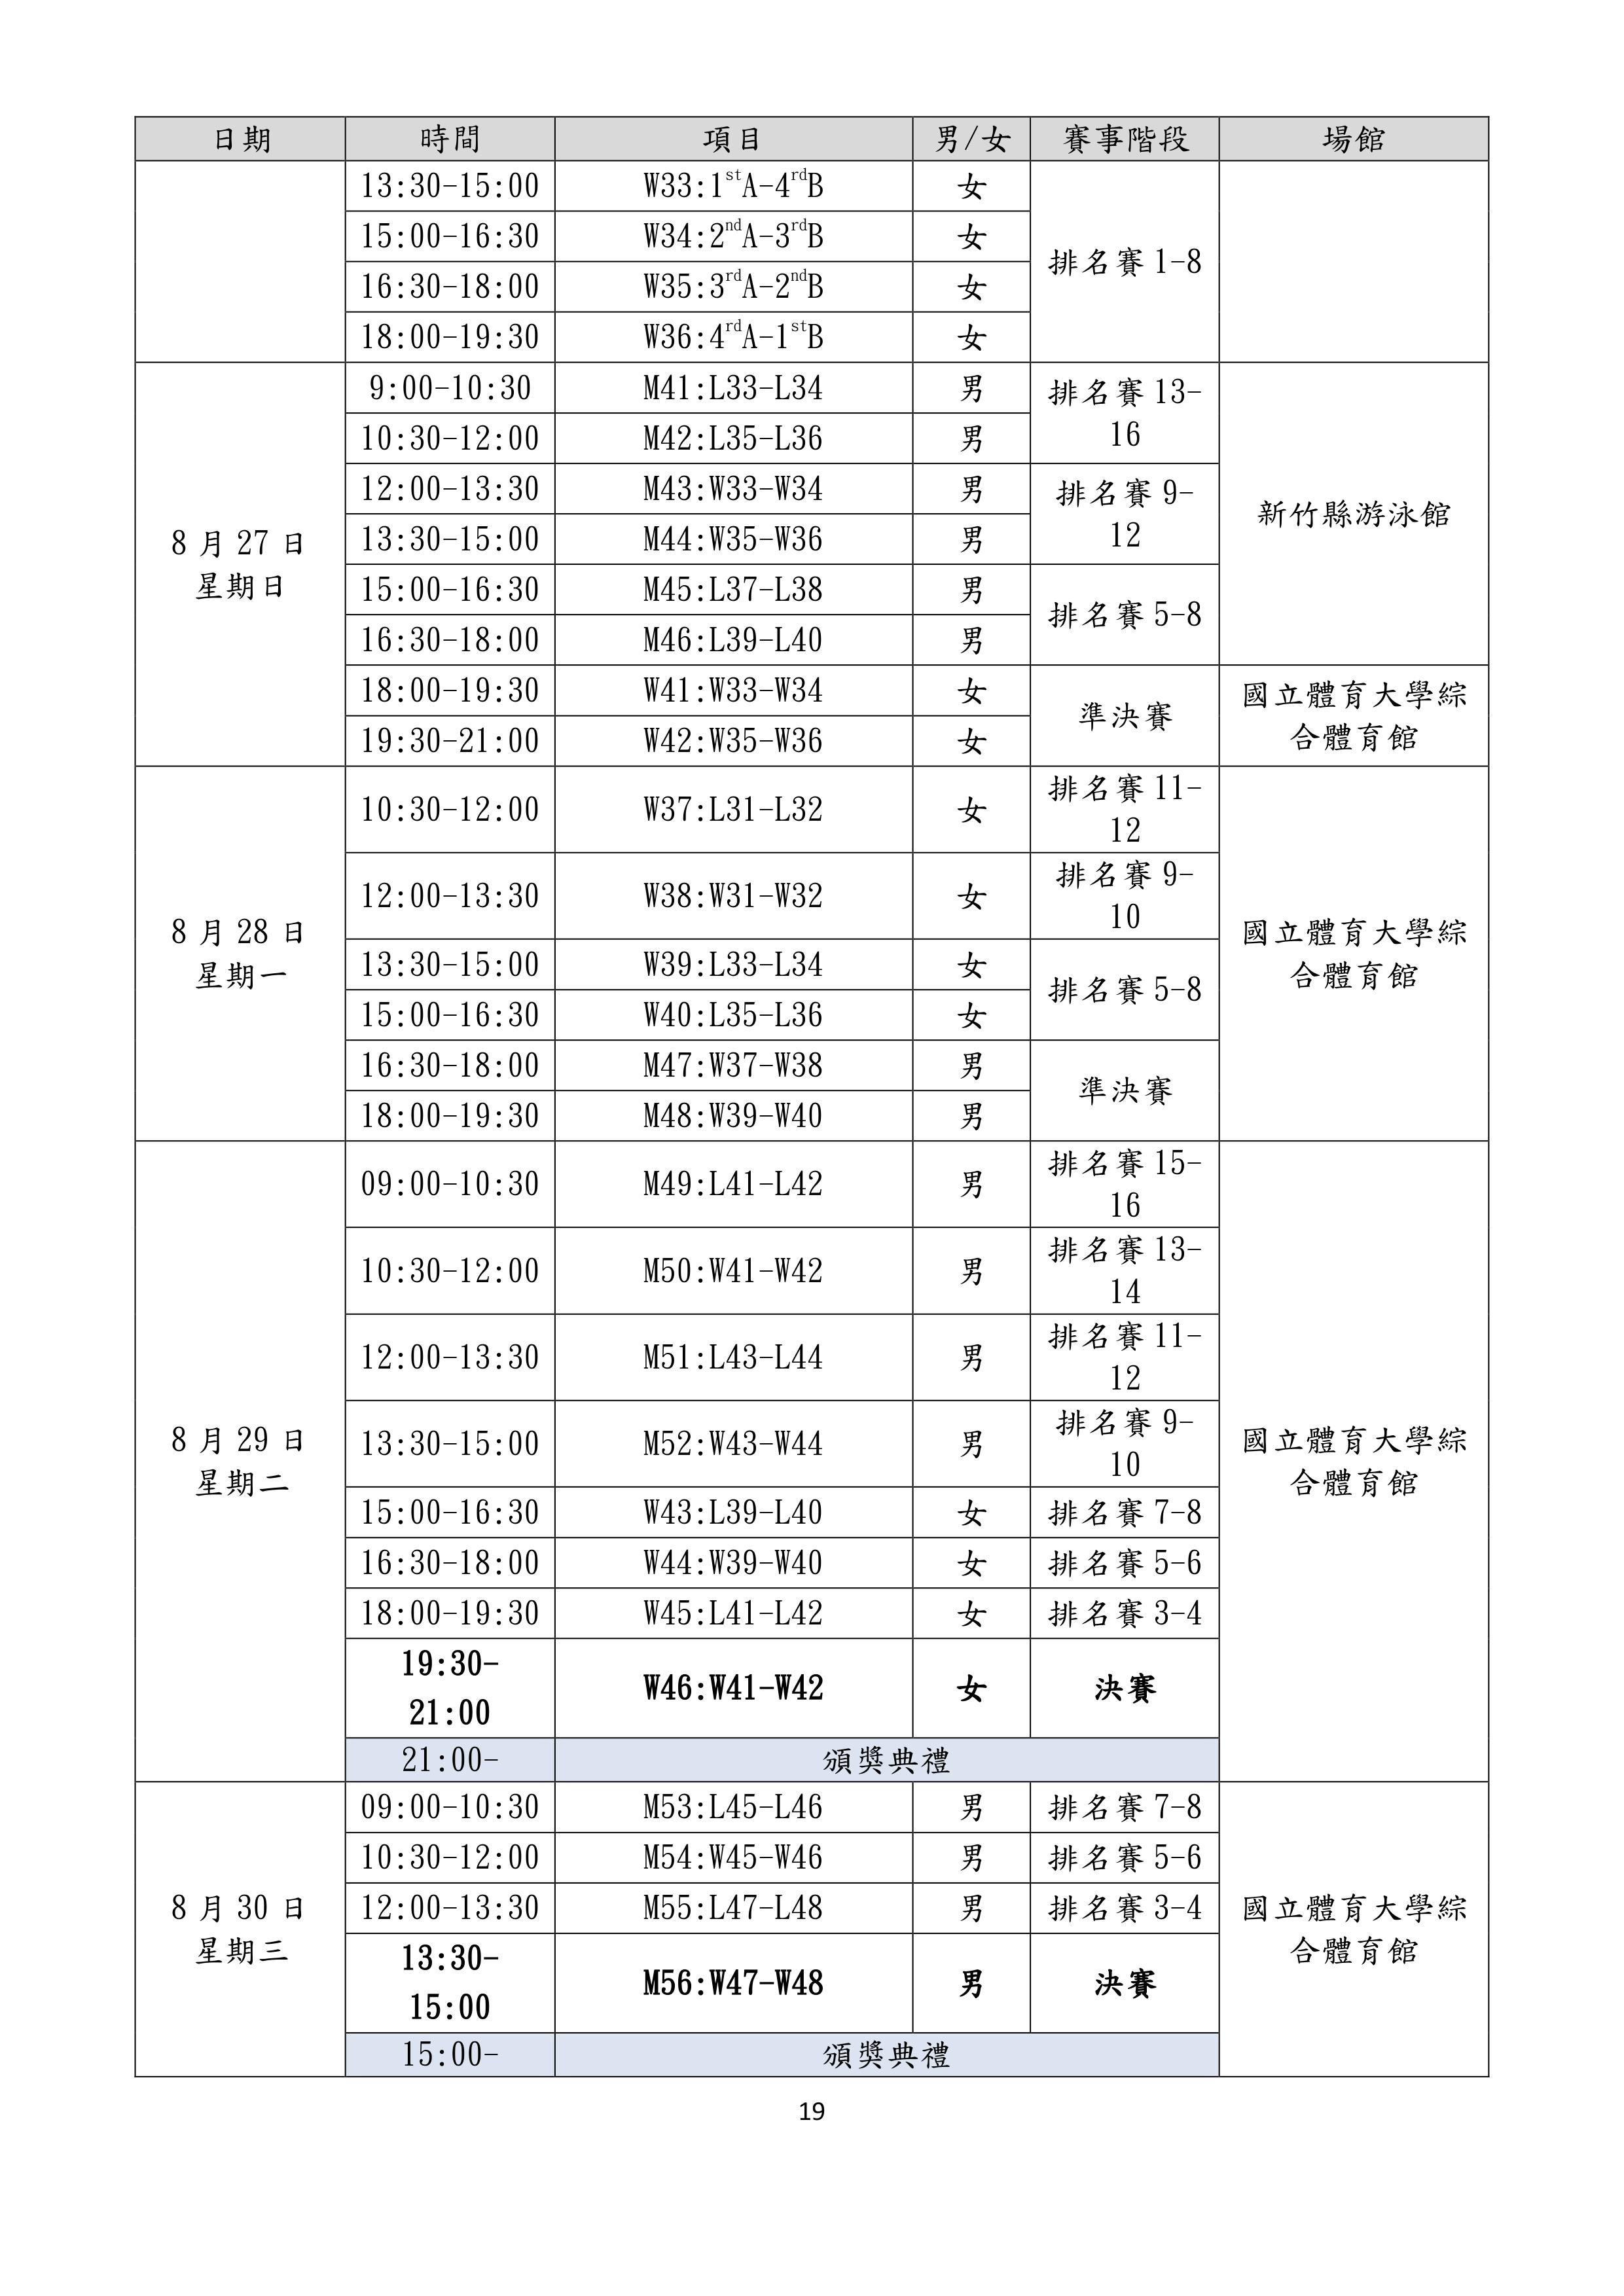 日期 時間 項目 男/女 賽事階段 場館
13:30-15:00 W33:1stA-4rdB 女
15:00-16:30 W34:2ndA-3rdB 女
排名賽 1-8
16:30-18:00 W35:3rdA-2ndB 女
18:00-19:30 W36:4rdA-1stB 女
9:00-10:30 M41:L33-L34 男 排名賽 13-
10:30-12:00 M42:L35-L36 男 16
12:00-13:30 M43:W33-W34 男 排名賽 9-
新竹縣游泳館
13:30-15:00 M44:W35-W36 男 12
8 月 27 日
星期日
15:00-16:30 M45:L37-L38 男
排名賽 5-8
16:30-18:00 M46:L39-L40 男
18:00-19:30 W41:W33-W34 女 國立體育大學綜
準決賽
19:30-21:00 W42:W35-W36 女 合體育館
排名賽 11-
10:30-12:00 W37:L31-L32 女
12
排名賽 9-
12:00-13:30 W38:W31-W32 女
10
8 月 28 日 國立體育大學綜
13:30-15:00 W39:L33-L34 女
星期一 合體育館
排名賽 5-8
15:00-16:30 W40:L35-L36 女
16:30-18:00 M47:W37-W38 男
準決賽
18:00-19:30 M48:W39-W40 男
排名賽 15-
09:00-10:30 M49:L41-L42 男
16
排名賽 13-
10:30-12:00 M50:W41-W42 男
14
排名賽 11-
12:00-13:30 M51:L43-L44 男
12
排名賽 9-
13:30-15:00 M52:W43-W44 男
10
8 月 29 日 國立體育大學綜
星期二 合體育館
15:00-16:30 W43:L39-L40 女 排名賽 7-8
16:30-18:00 W44:W39-W40 女 排名賽 5-6
18:00-19:30 W45:L41-L42 女 排名賽 3-4
19:30-
W46:W41-W42 女 決賽
21:00
21:00- 頒獎典禮
09:00-10:30 M53:L45-L46 男 排名賽 7-8
10:30-12:00 M54:W45-W46 男 排名賽 5-6
8 月 30 日 12:00-13:30 M55:L47-L48 男 排名賽 3-4 國立體育大學綜
星期三 合體育館
13:30-
M56:W47-W48 男 決賽
15:00
15:00- 頒獎典禮
19